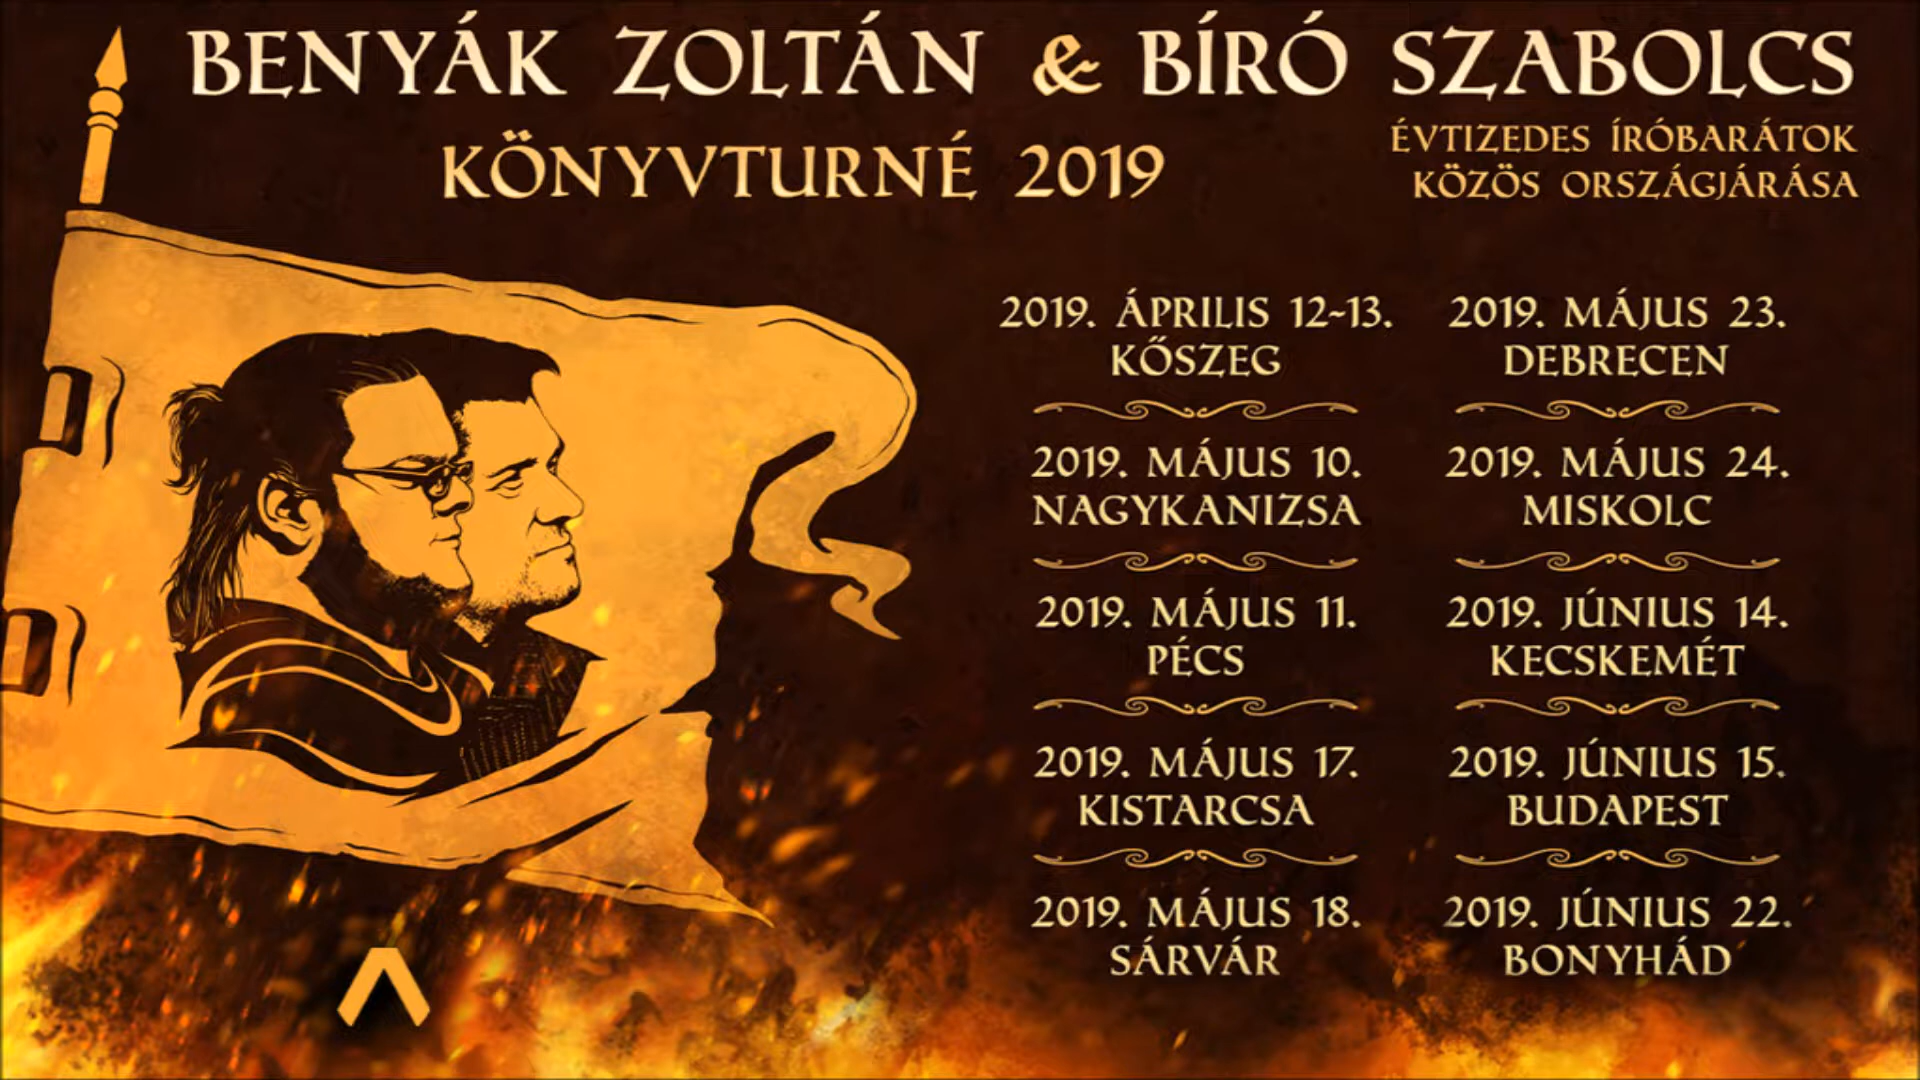 BENYÁK ZOLTÁN & BÍRÓ SZABOLCS
KÖNYVTURNÉ 2019
ÉVTIZEDES ÍRÓBARÁTOK
KÖZÖS ORSZÁGJÁRÁSA
2019. ÁPRILIS 12-13.
KŐSZEG
2019. MÁJUS 10.
NAGYKANIZSA
2019. MÁJUS 11.
PÉCS
2019. MÁJUS 17.
KISTARCSA
2019. MÁJUS 18.
SÁRVÁR
2019. MÁJUS 23.
DEBRECEN
2019. MÁJUS 24.
MISKOLC
2019. JÚNIUS 14.
KECSKEMÉT
2019. JÚNIUS 15.
BUDAPEST
2019. JÚNIUS 22.
BONYHÁD